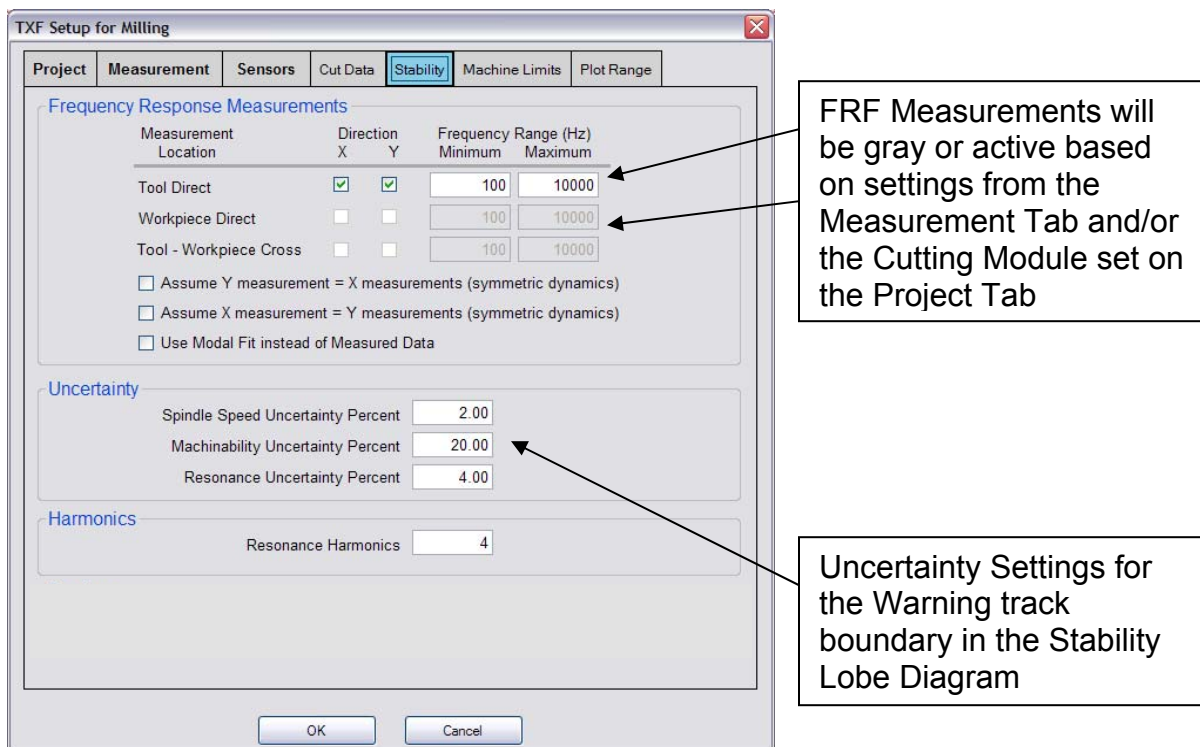 TXF Setup for Milling
Project Measurement Sensors Cut Data Stability Machine Limits Plot Range
Frequency Response Measurements
Measurement Location Direction X Y Frequency Range (Hz) Minimum Maximum
Tool Direct 100 10000
Workpiece Direct 100 10000
Tool - Workpiece Cross 100 10000
Assume Y measurement = X measurements (symmetric dynamics)
Assume X measurement = Y measurements (symmetric dynamics)
Use Modal Fit instead of Measured Data
Uncertainty
Spindle Speed Uncertainty Percent 2.00
Machinability Uncertainty Percent 20.00
Resonance Uncertainty Percent 4.00
Harmonics
Resonance Harmonics 4
OK Cancel
FRF Measurements will
be gray or active based
on settings from the
Measurement Tab and/or
the Cutting Module set on
the Project Tab
Uncertainty Settings for
the Warning track
boundary in the Stability
Lobe Diagram